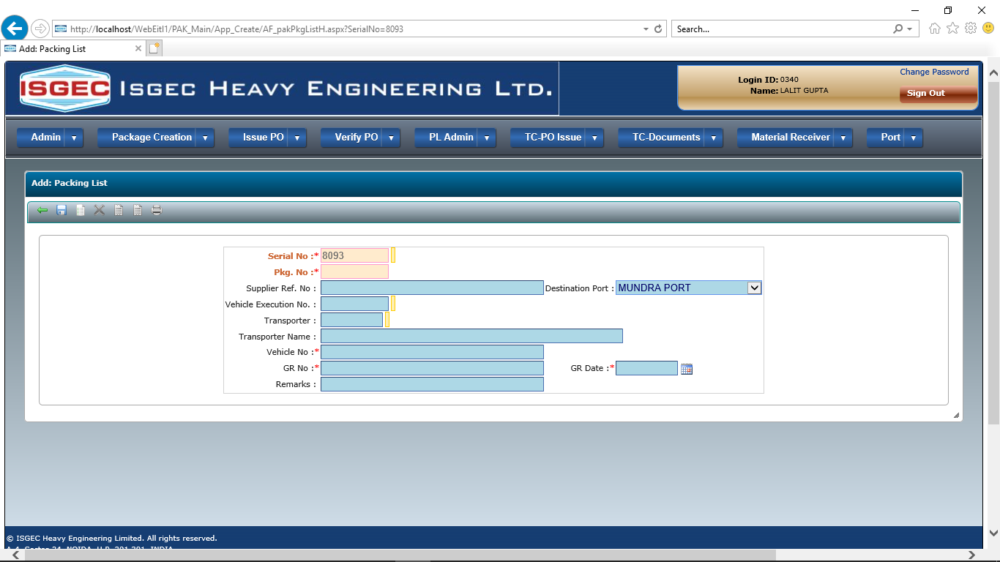 http://localhost/WebEitl1/PAK_Main/App_Create/AF_pakPkgListH.aspx?SerialNo=8093
Search...
Add: Packing List
ISGEC ISGEC HEAVY ENGINEERING LTD.
Change Password
Login ID: 0340
Name: LALIT GUPTA
Sign Out
Admin Package Creation Issue PO Verify PO PL Admin TC-PO Issue TC-Documents Material Receiver Port
Add: Packing List
Serial No :* 8093
Pkg. No :*
Supplier Ref. No : Destination Port : MUNDRA PORT
Vehicle Execution No. :
Transporter :
Transporter Name :
Vehicle No :*
GR No :* GR Date :*
Remarks :
© ISGEC Heavy Engineering Limited. All rights reserved.